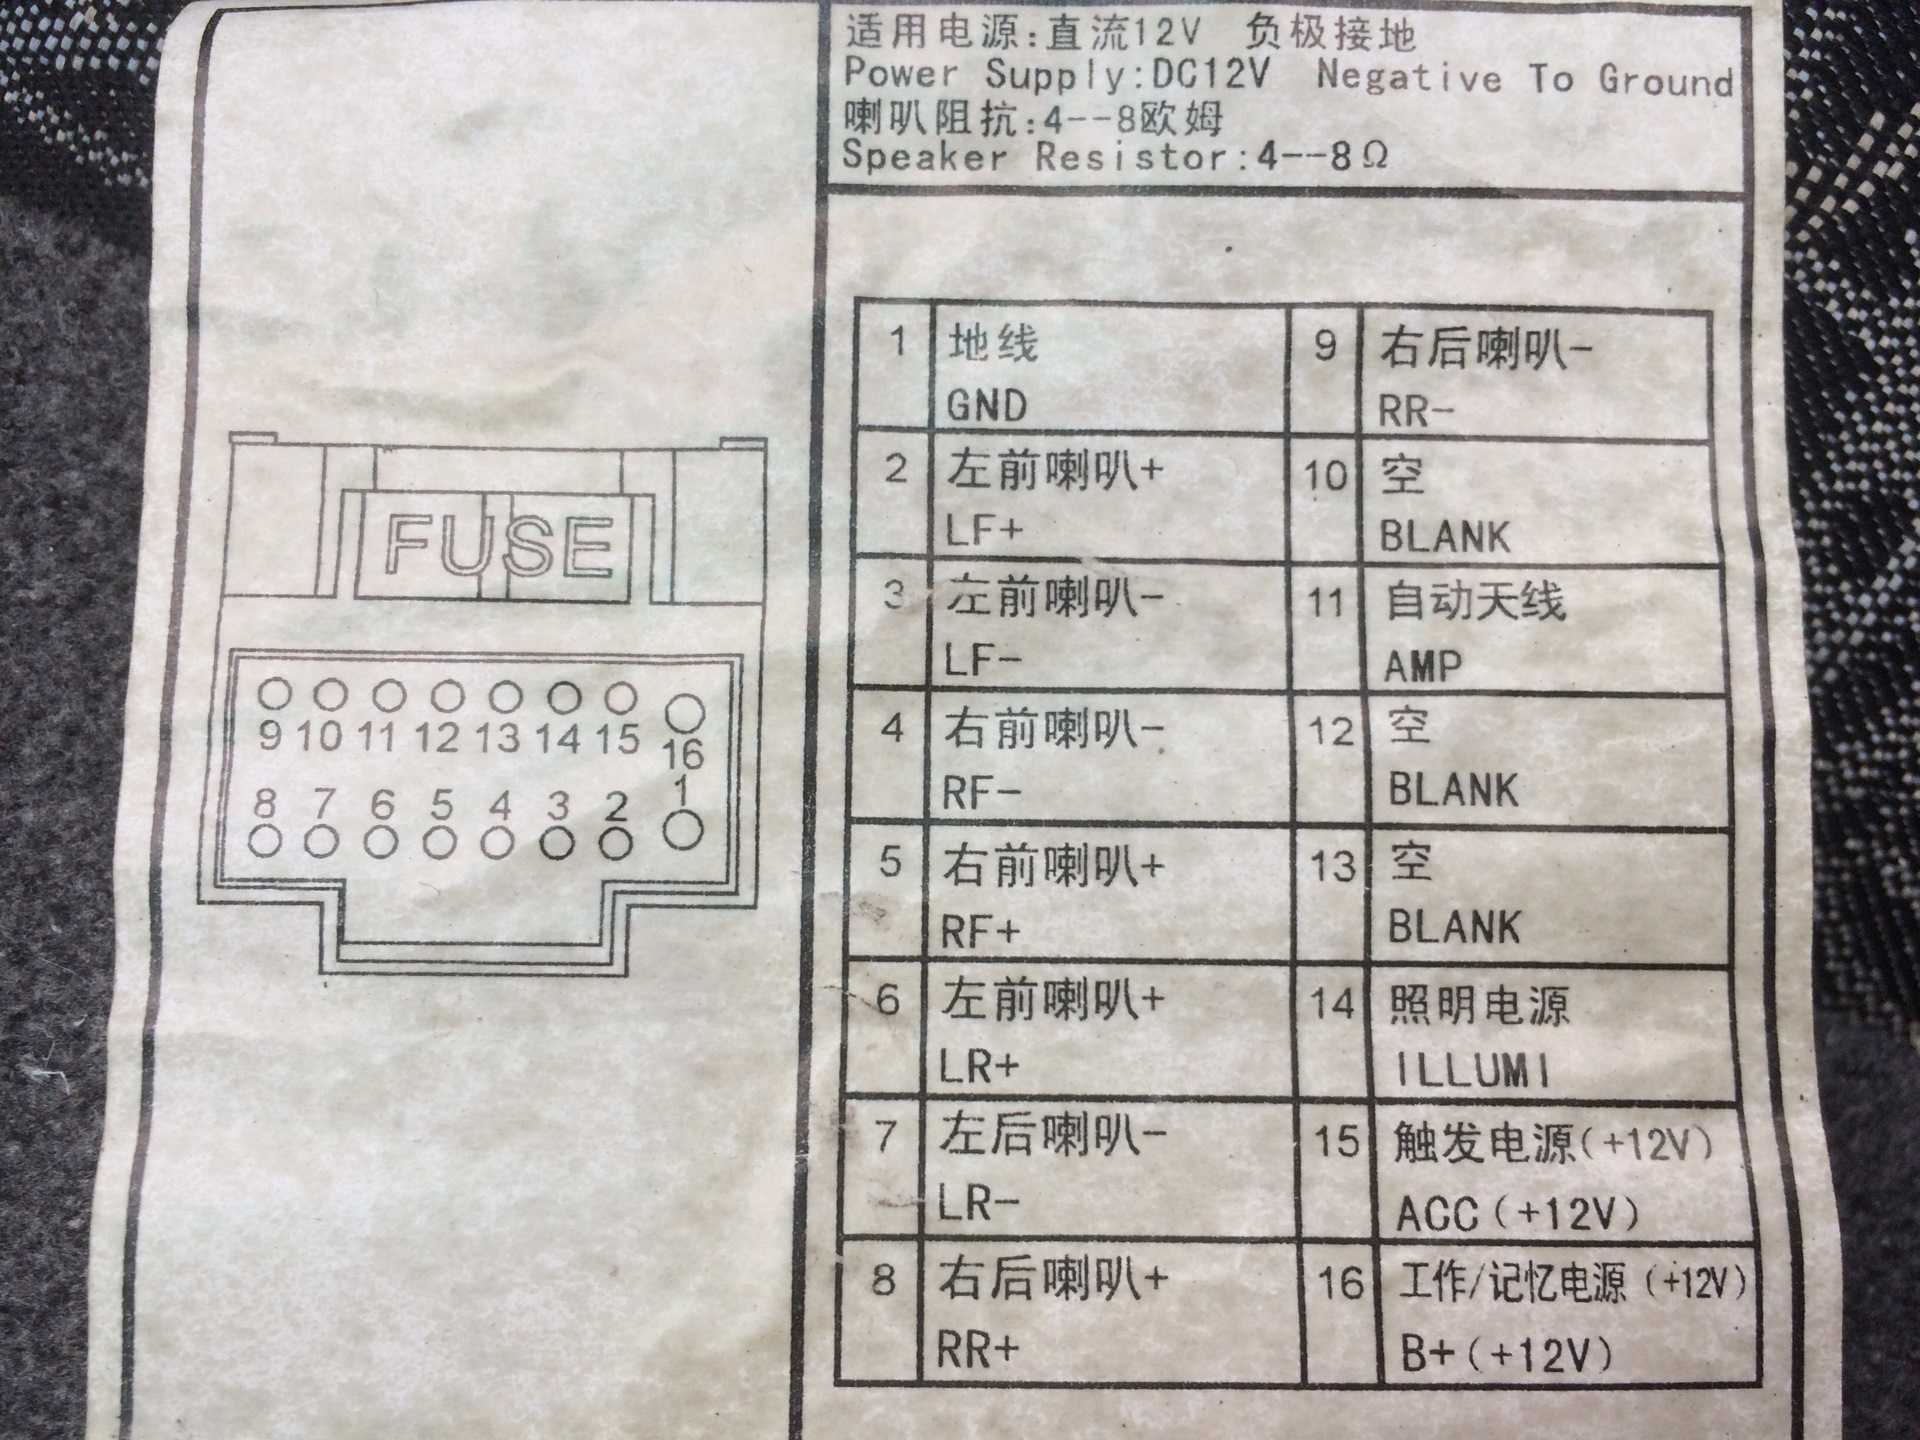 适用电源:直流12V 负极接地
Power Supply:DC12V Negative To Ground
喇叭阻抗:4--8欧姆
Speaker Resistor:4--8Ω
FUSE
9 10 11 12 13 14 15 16
8 7 6 5 4 3 2 1
1 地线 9 右后喇叭-
GND RR-
2 左前喇叭+ 10 空
LF+ BLANK
3 左前喇叭- 11 自动天线
LF- AMP
4 右前喇叭- 12 空
RF- BLANK
5 右前喇叭+ 13 空
RF+ BLANK
6 左前喇叭+ 14 照明电源
LR+ ILLUMI
7 左后喇叭- 15 触发电源(+12V)
LR- ACC(+12V)
8 右后喇叭+ 16 工作/记忆电源(+12V)
RR+ B+(+12V)